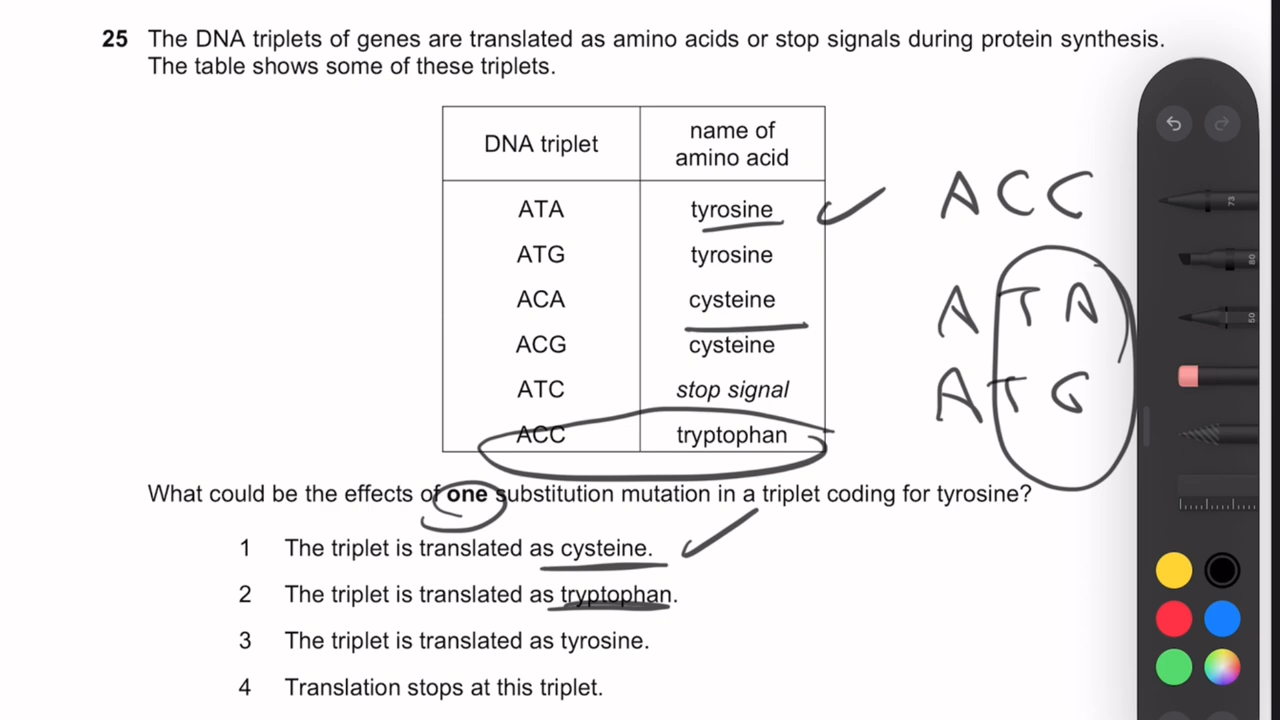 25 The DNA triplets of genes are translated as amino acids or stop signals during protein synthesis.
The table shows some of these triplets.
DNA triplet name of amino acid
ATA tyrosine
ATG tyrosine
ACA cysteine
ACG cysteine
ATC stop signal
ACC tryptophan
ACC
ATA
ATG
What could be the effects of one substitution mutation in a triplet coding for tyrosine?
1 The triplet is translated as cysteine.
2 The triplet is translated as tryptophan.
3 The triplet is translated as tyrosine.
4 Translation stops at this triplet.
73
80
50